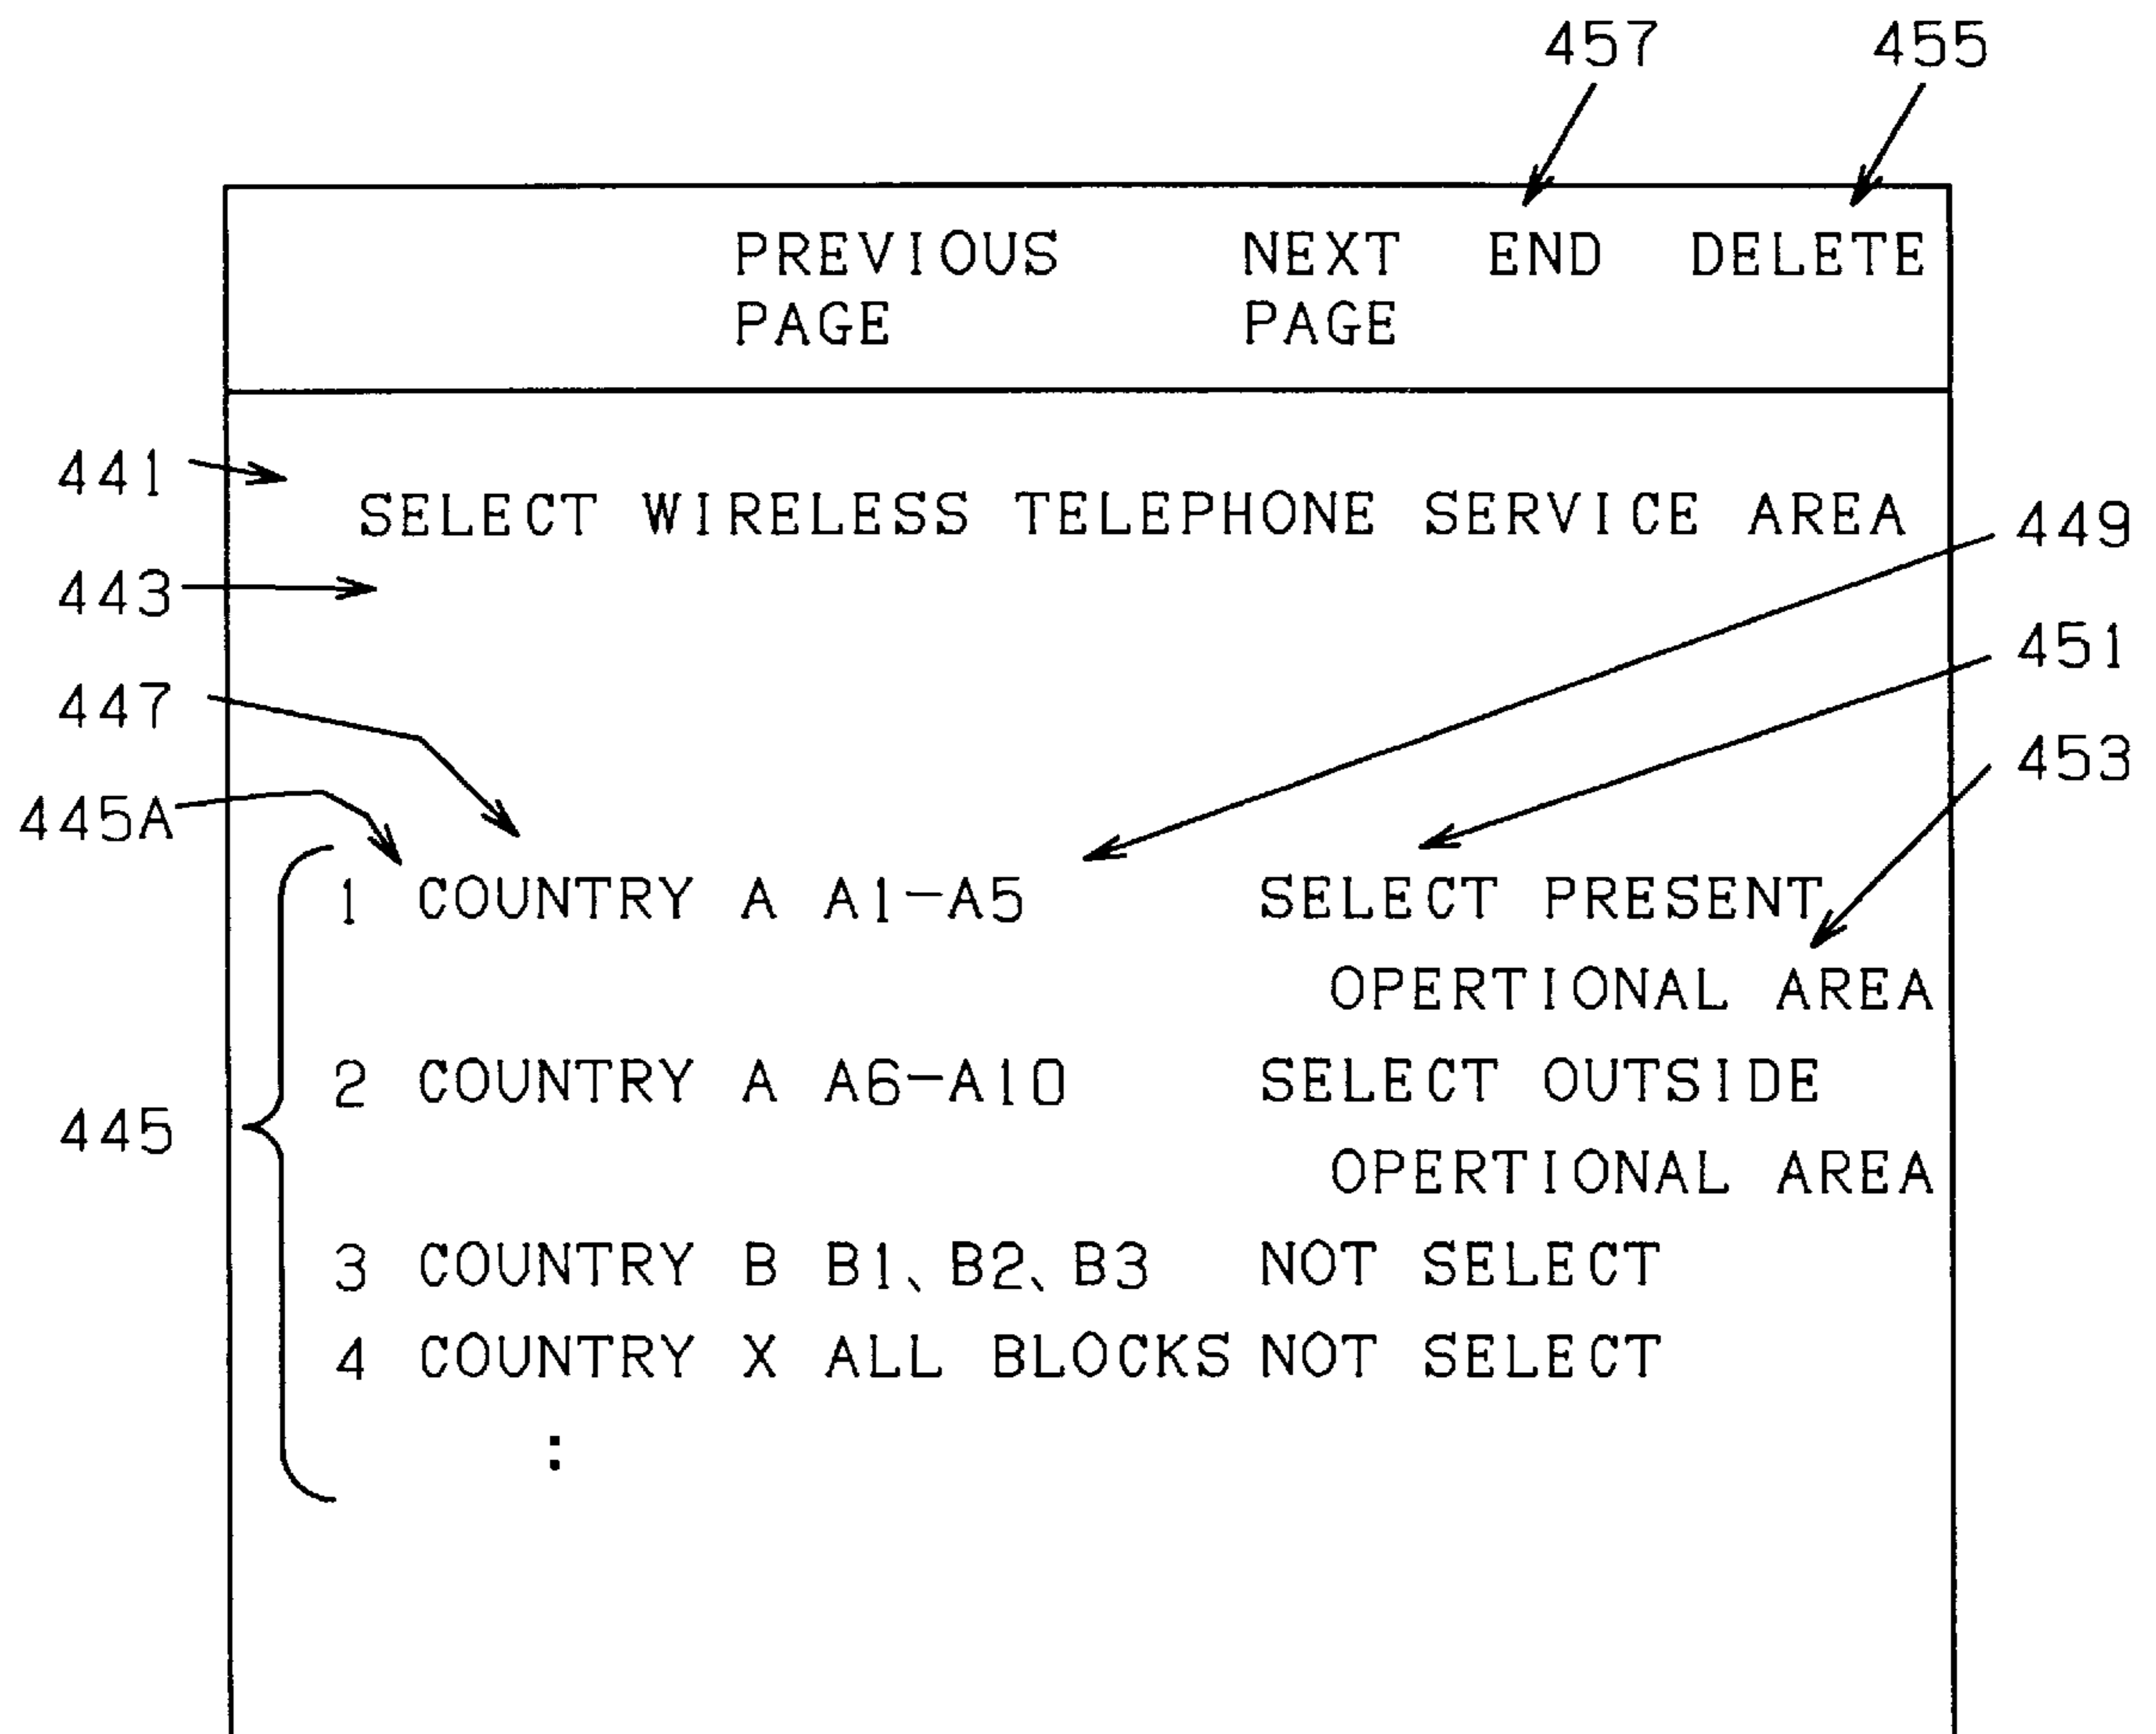 457 455
PREVIOUS NEXT END DELETE
PAGE PAGE
441
SELECT WIRELESS TELEPHONE SERVICE AREA
449
443
451
447
453
445A
1 COUNTRY A A1-A5 SELECT PRESENT
OPERTIONAL AREA
2 COUNTRY A A6-A10 SELECT OUTSIDE
445
OPERTIONAL AREA
3 COUNTRY B B1、B2、B3 NOT SELECT
4 COUNTRY X ALL BLOCKS NOT SELECT
: